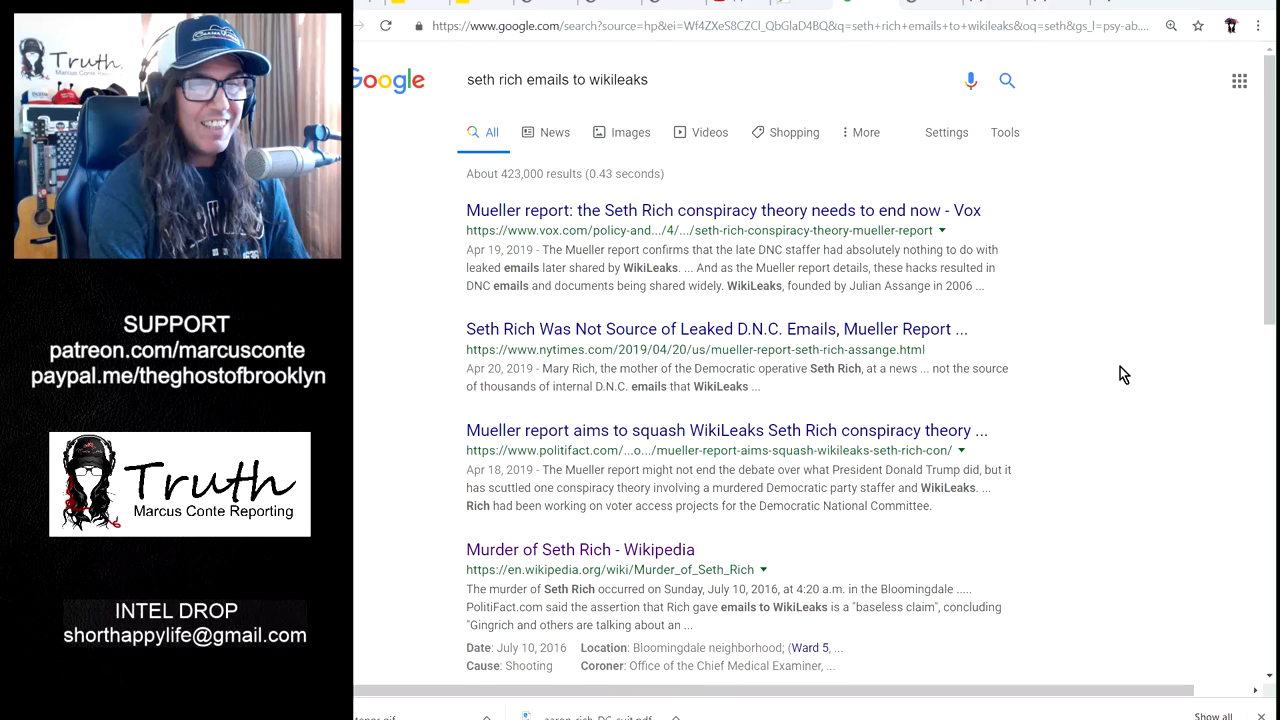 Truth.
Marcus Conte
SUPPORT
patreon.com/marcusconte
paypal.me/theghostofbrooklyn
Truth
Marcus Conte Reporting
INTEL DROP
shorthappylife@gmail.com
https://www.google.com/search?source=hp&ei=Wf4ZXeS8CZCl_QbGlaD4BQ&q=seth+rich+emails+to+wikileaks&oq=seth&gs_l=psy-ab....
Google
seth rich emails to wikileaks
All News Images Videos Shopping More Settings Tools
About 423,000 results (0.43 seconds)
Mueller report: the Seth Rich conspiracy theory needs to end now - Vox
https://www.vox.com/policy-and.../4/.../seth-rich-conspiracy-theory-mueller-report
Apr 19, 2019 - The Mueller report confirms that the late DNC staffer had absolutely nothing to do with
leaked emails later shared by WikiLeaks. ... And as the Mueller report details, these hacks resulted in
DNC emails and documents being shared widely. WikiLeaks, founded by Julian Assange in 2006 ...
Seth Rich Was Not Source of Leaked D.N.C. Emails, Mueller Report ...
https://www.nytimes.com/2019/04/20/us/mueller-report-seth-rich-assange.html
Apr 20, 2019 - Mary Rich, the mother of the Democratic operative Seth Rich, at a news ... not the source
of thousands of internal D.N.C. emails that WikiLeaks ...
Mueller report aims to squash WikiLeaks Seth Rich conspiracy theory ...
https://www.politifact.com/...o.../mueller-report-aims-squash-wikileaks-seth-rich-con/
Apr 18, 2019 - The Mueller report might not end the debate over what President Donald Trump did, but it
has scuttled one conspiracy theory involving a murdered Democratic party staffer and WikiLeaks. ...
Rich had been working on voter access projects for the Democratic National Committee.
Murder of Seth Rich - Wikipedia
https://en.wikipedia.org/wiki/Murder_of_Seth_Rich
The murder of Seth Rich occurred on Sunday, July 10, 2016, at 4:20 a.m. in the Bloomingdale .....
PolitiFact.com said the assertion that Rich gave emails to WikiLeaks is a "baseless claim", concluding
"Gingrich and others are talking about an ...
Date: July 10, 2016 Location: Bloomingdale neighborhood; (Ward 5, ...
Cause: Shooting Coroner: Office of the Chief Medical Examiner, ...
aaron-rich-DC-suit.pdf
Show all